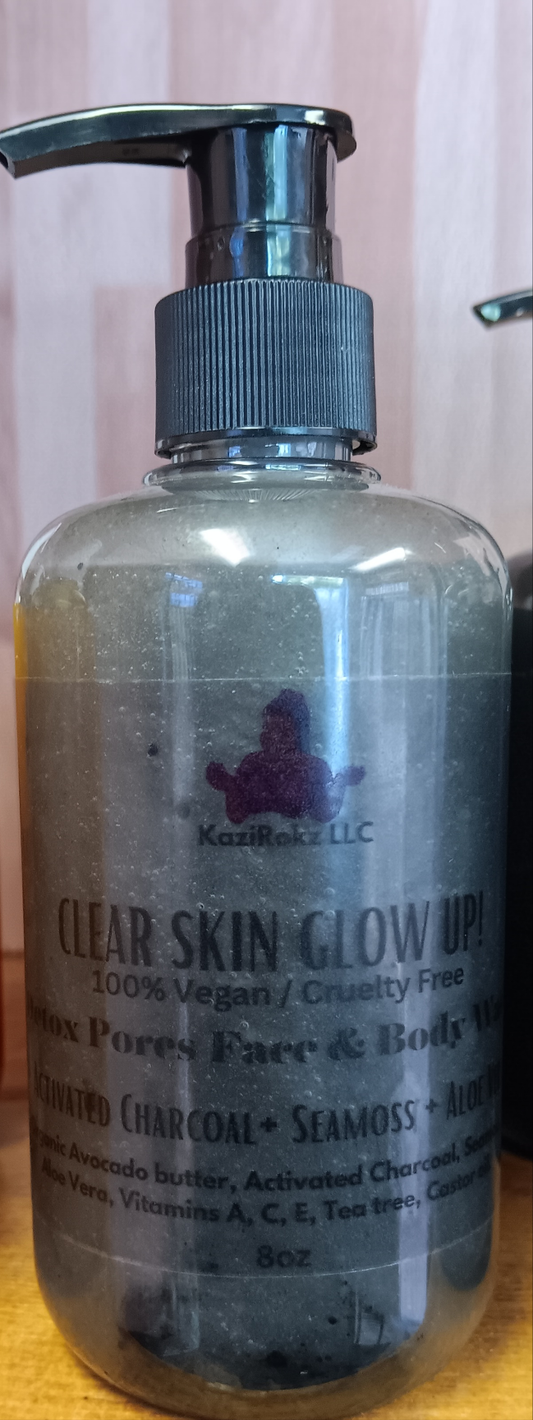 KaziRokz LLC
CLEAR SKIN GLOW UP!
100% Vegan / Cruelty Free
Detox Pores Face & Body
Activated Charcoal + Seamoss + Aloe
Avocado butter, Activated Charcoal,
Aloe Vera, Vitamins A, C, E, Tea tree, Castor
8oz